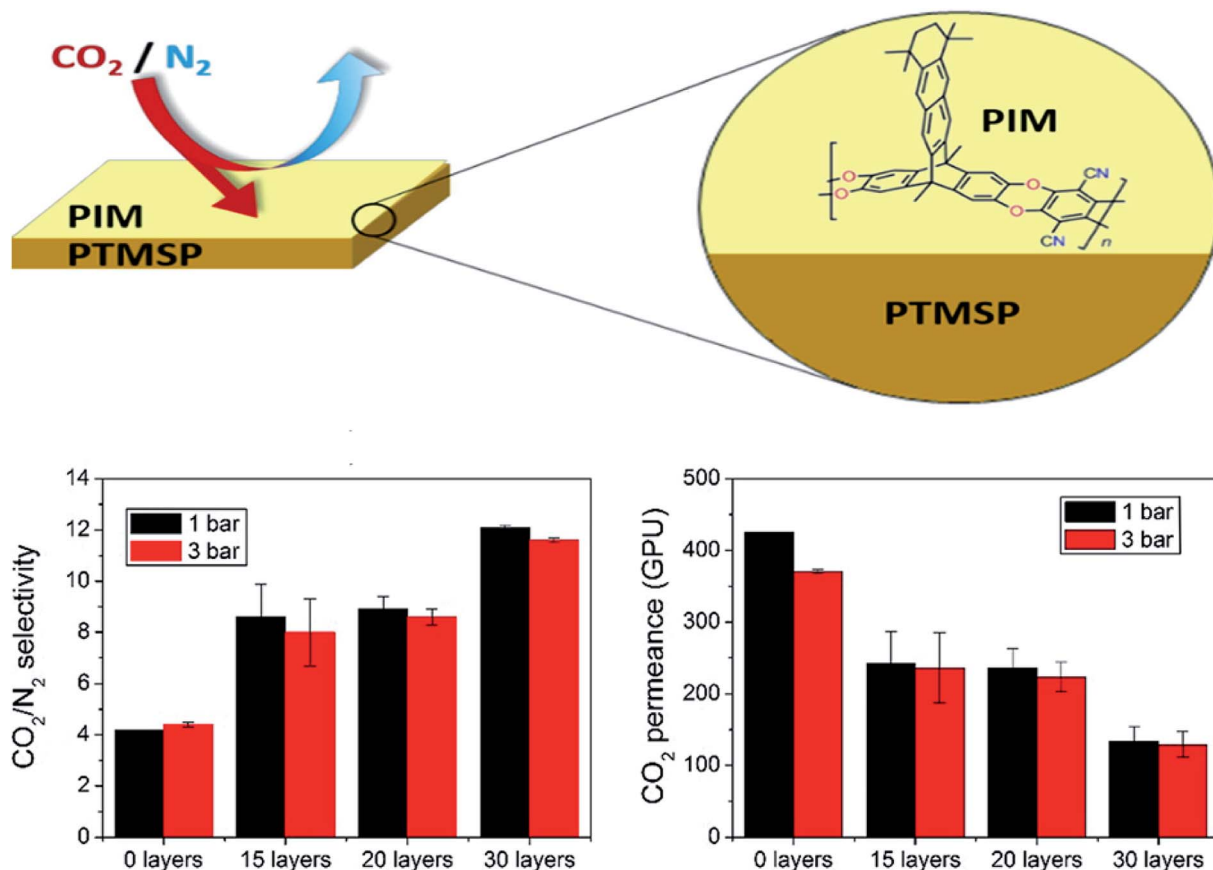 CO₂ / N₂
PIM
PTMSP
PIM
O
O
O
O
CN
CN
n
PTMSP
14
12
10
8
6
4
2
0
CO₂/N₂ selectivity
1 bar
3 bar
0 layers
15 layers
20 layers
30 layers
500
400
300
200
100
0
CO₂ permeance (GPU)
1 bar
3 bar
0 layers
15 layers
20 layers
30 layers